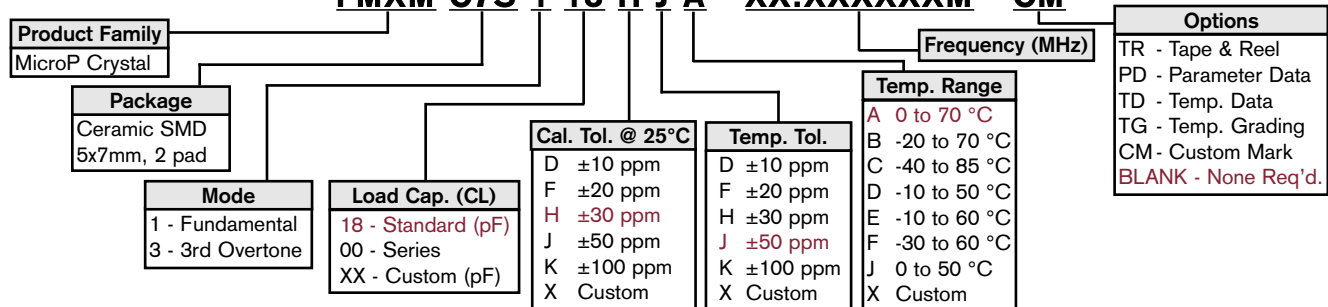 Product Family
MicroP Crystal
Package
Ceramic SMD
5x7mm, 2 pad
Mode
1 - Fundamental
3 - 3rd Overtone
Load Cap. (CL)
18 - Standard (pF)
00 - Series
XX - Custom (pF)
Cal. Tol. @ 25°C
D ±10 ppm
F ±20 ppm
H ±30 ppm
J ±50 ppm
K ±100 ppm
X Custom
Temp. Tol.
D ±10 ppm
F ±20 ppm
H ±30 ppm
J ±50 ppm
K ±100 ppm
X Custom
Frequency (MHz)
Temp. Range
A 0 to 70 °C
B -20 to 70 °C
C -40 to 85 °C
D -10 to 50 °C
E -10 to 60 °C
F -30 to 60 °C
J 0 to 50 °C
X Custom
Options
TR - Tape & Reel
PD - Parameter Data
TD - Temp. Data
TG - Temp. Grading
CM - Custom Mark
BLANK - None Req'd.